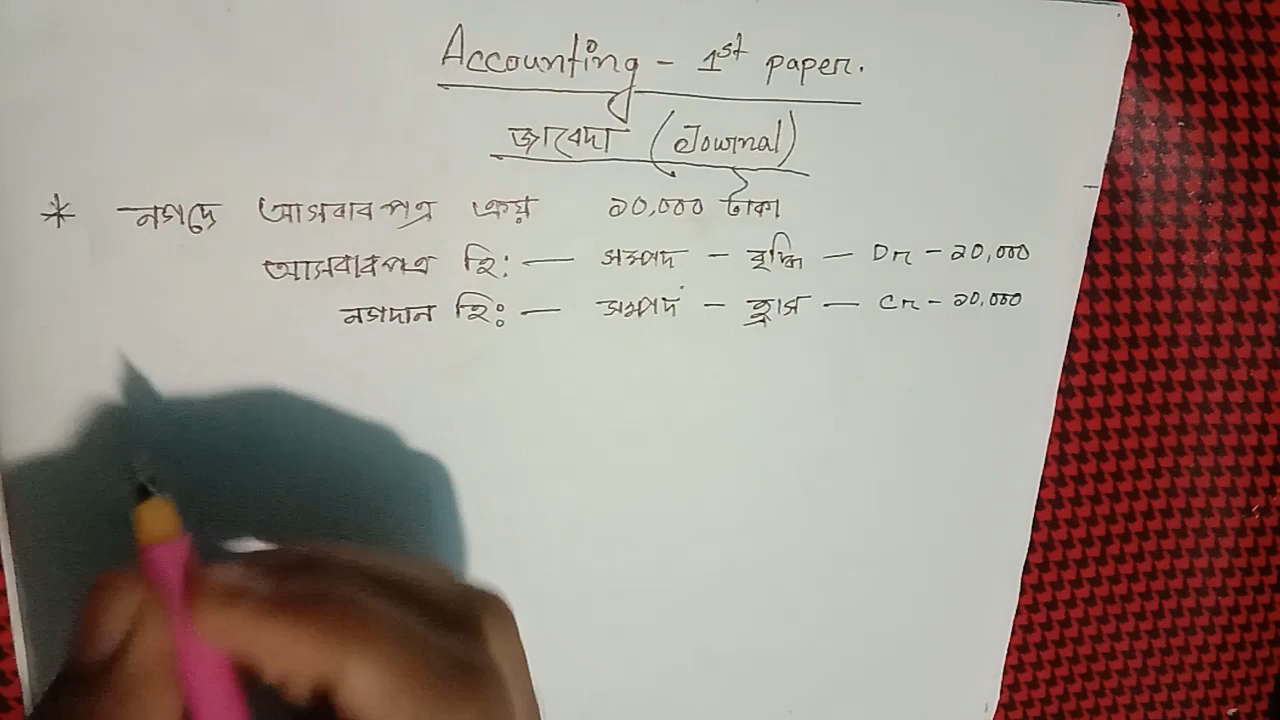 Accounting - 1st paper.
জাবেদা (Journal)
* নগদে আসবাবপত্র ক্রয় ২০,০০০ টাকা
আসবাবপত্র হি: — সম্পদ - বৃদ্ধি — Dr - ২০,০০০
নগদান হি: — সম্পদ - হ্রাস — Cr - ২০,০০০